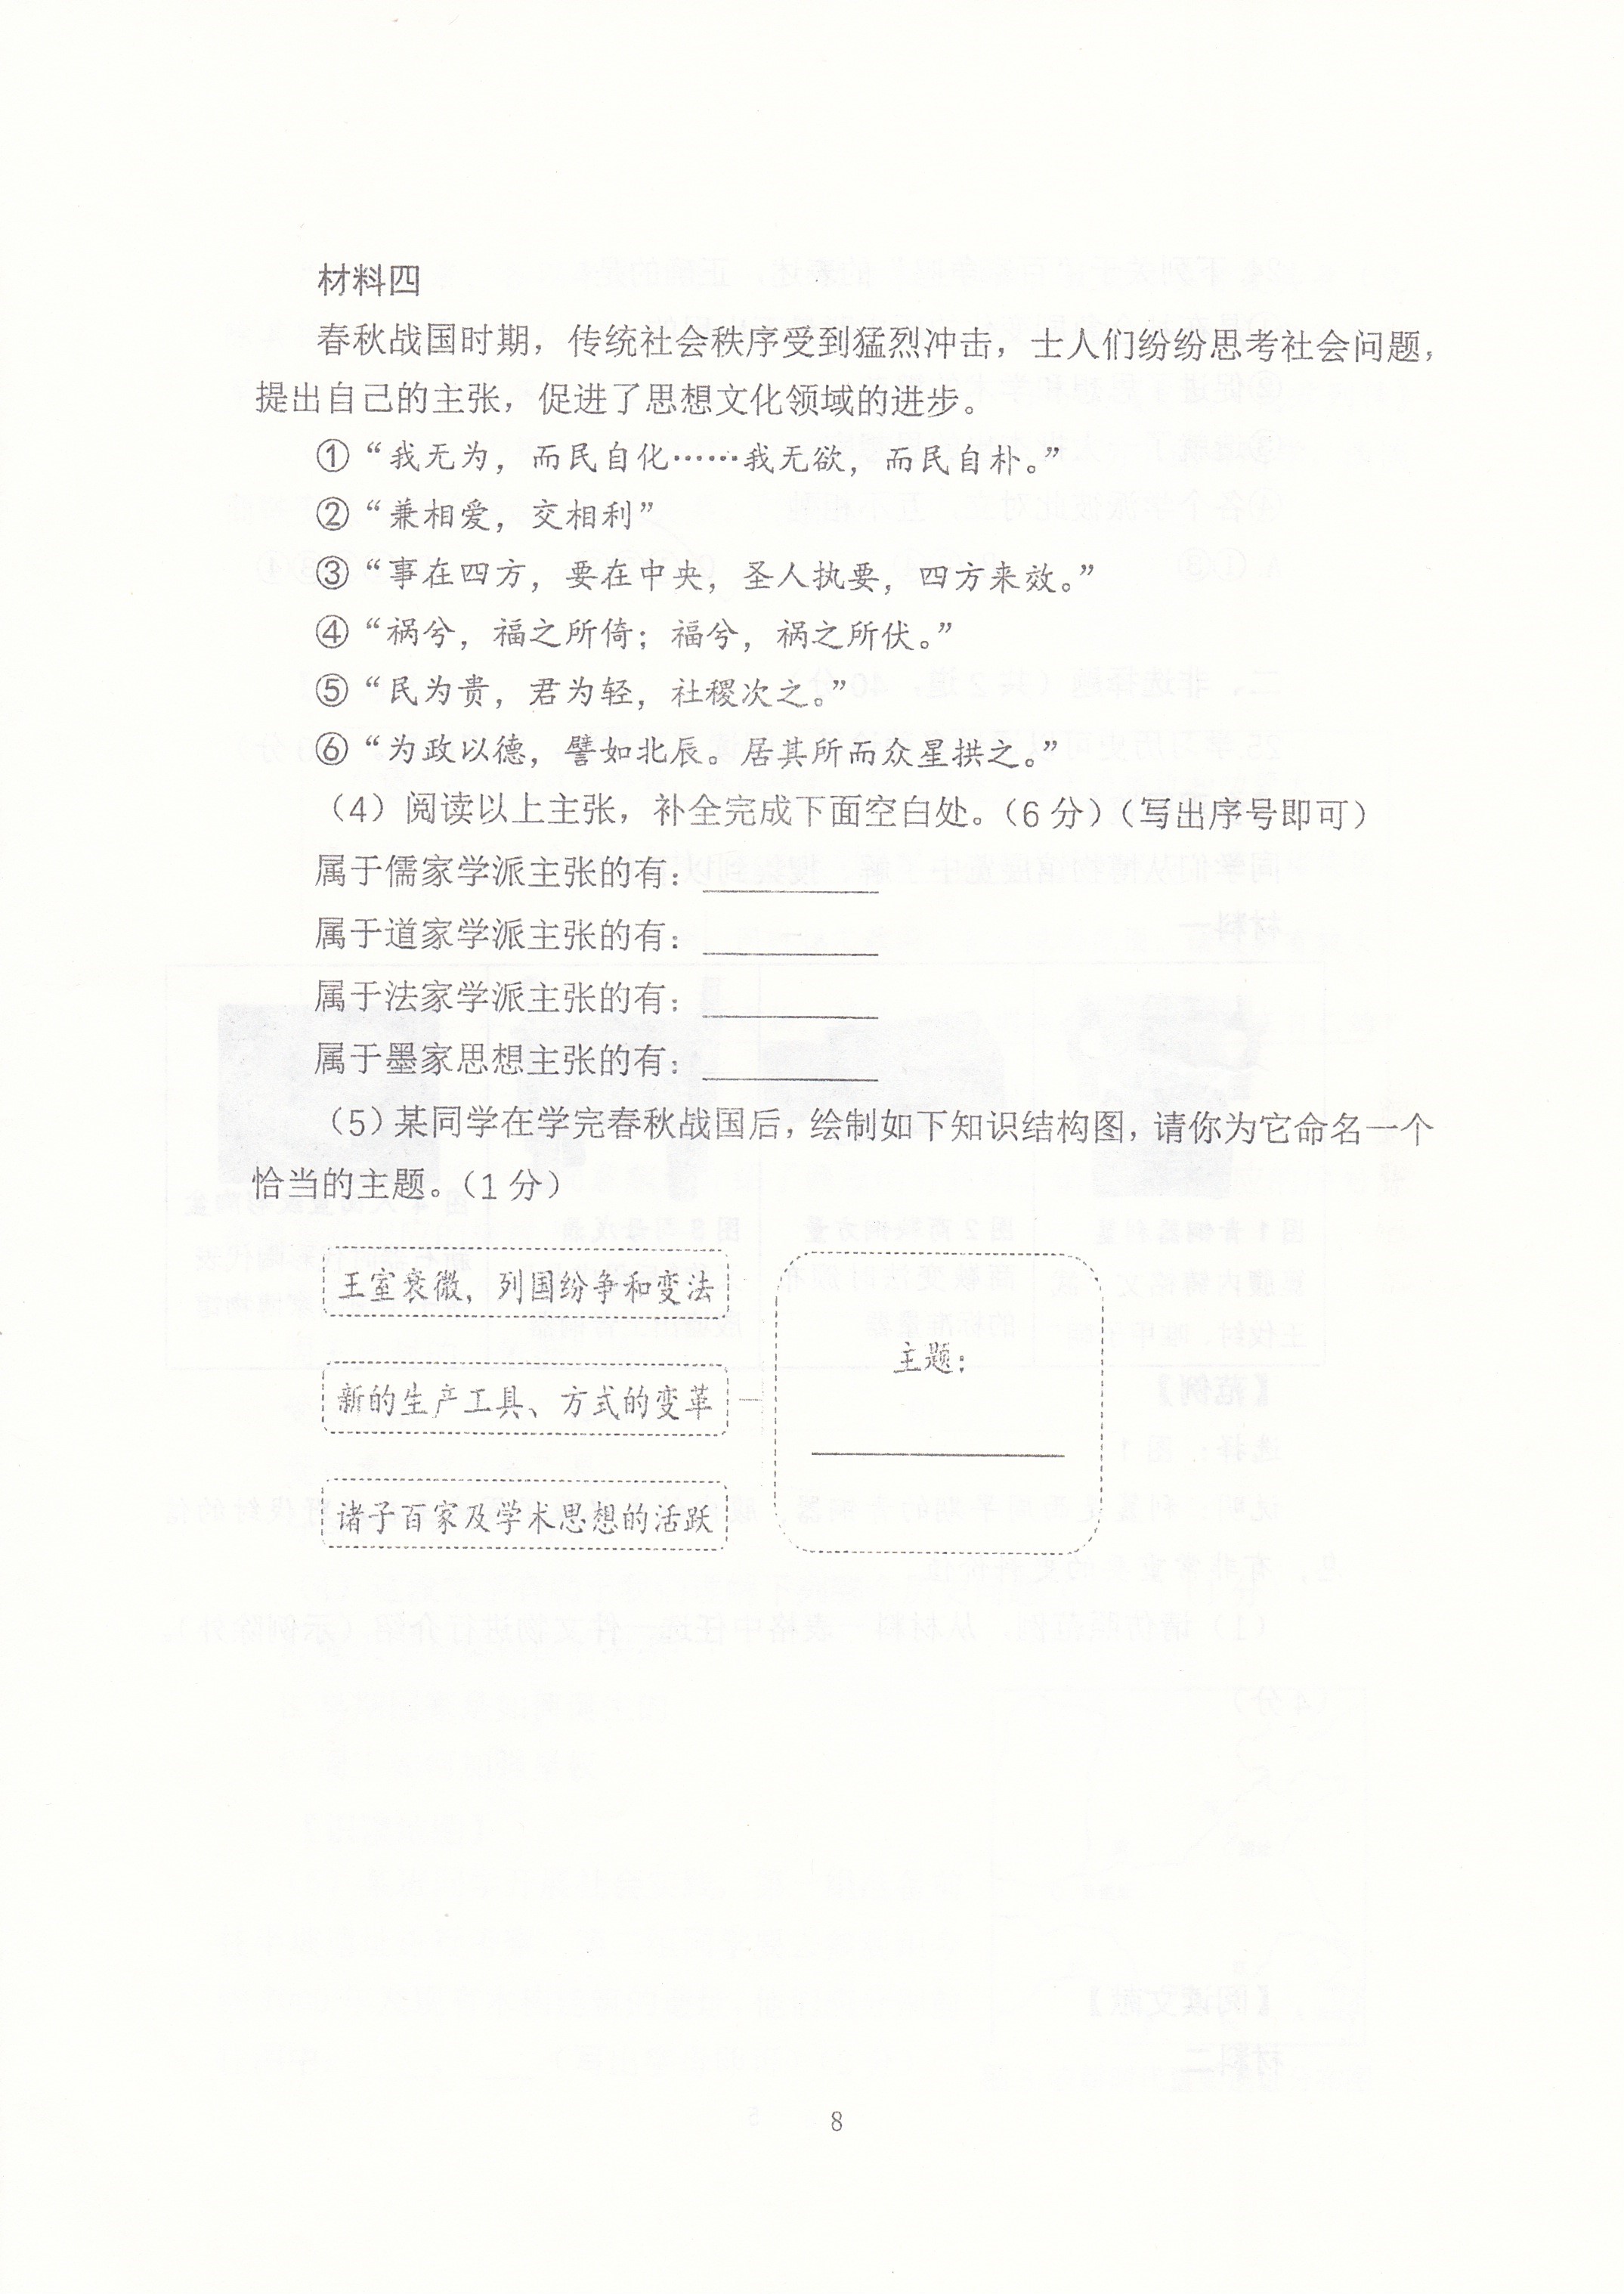 材料四
春秋战国时期，传统社会秩序受到猛烈冲击，士人们纷纷思考社会问题，
提出自己的主张，促进了思想文化领域的进步。
①“我无为，而民自化……我无欲，而民自朴。”
②“兼相爱，交相利”
③“事在四方，要在中央，圣人执要，四方来效。”
④“祸兮，福之所倚；福兮，祸之所伏。”
⑤“民为贵，君为轻，社稷次之。”
⑥“为政以德，譬如北辰。居其所而众星拱之。”
（4）阅读以上主张，补全完成下面空白处。（6分）（写出序号即可）
属于儒家学派主张的有：
属于道家学派主张的有：
属于法家学派主张的有：
属于墨家思想主张的有：
（5）某同学在学完春秋战国后，绘制如下知识结构图，请你为它命名一个
恰当的主题。（1分）
王室衰微，列国纷争和变法
新的生产工具、方式的变革
诸子百家及学术思想的活跃
主题：
8